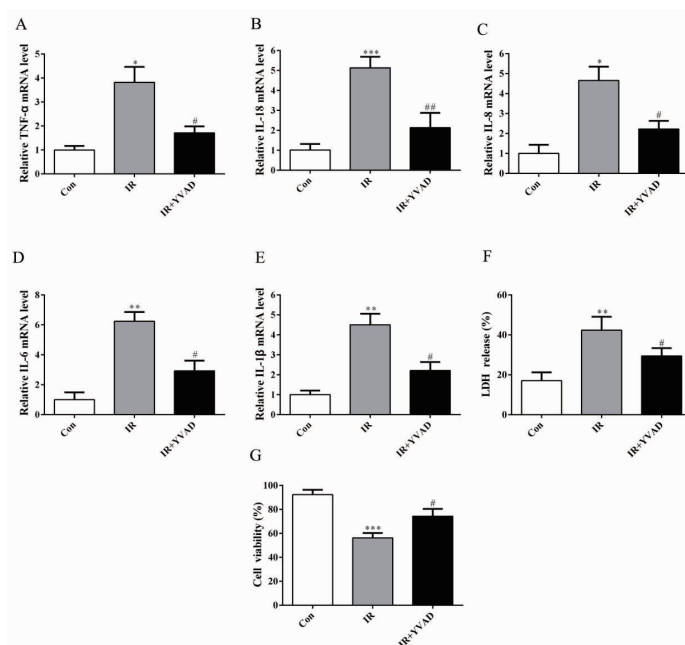 A
Relative TNF-α mRNA level
5
4
3
2
1
0
*
#
Con
IR
IR+YVAD
B
Relative IL-18 mRNA level
6
5
4
3
2
1
0
***
##
Con
IR
IR+YVAD
C
Relative IL-8 mRNA level
6
5
4
3
2
1
0
*
#
Con
IR
IR+YVAD
D
Relative IL-6 mRNA level
8
6
4
2
0
**
#
Con
IR
IR+YVAD
E
Relative IL-1β mRNA level
6
5
4
3
2
1
0
**
#
Con
IR
IR+YVAD
F
LDH release (%)
60
40
20
0
**
#
Con
IR
IR+YVAD
G
Cell viability (%)
100
80
60
40
20
0
***
#
Con
IR
IR+YVAD